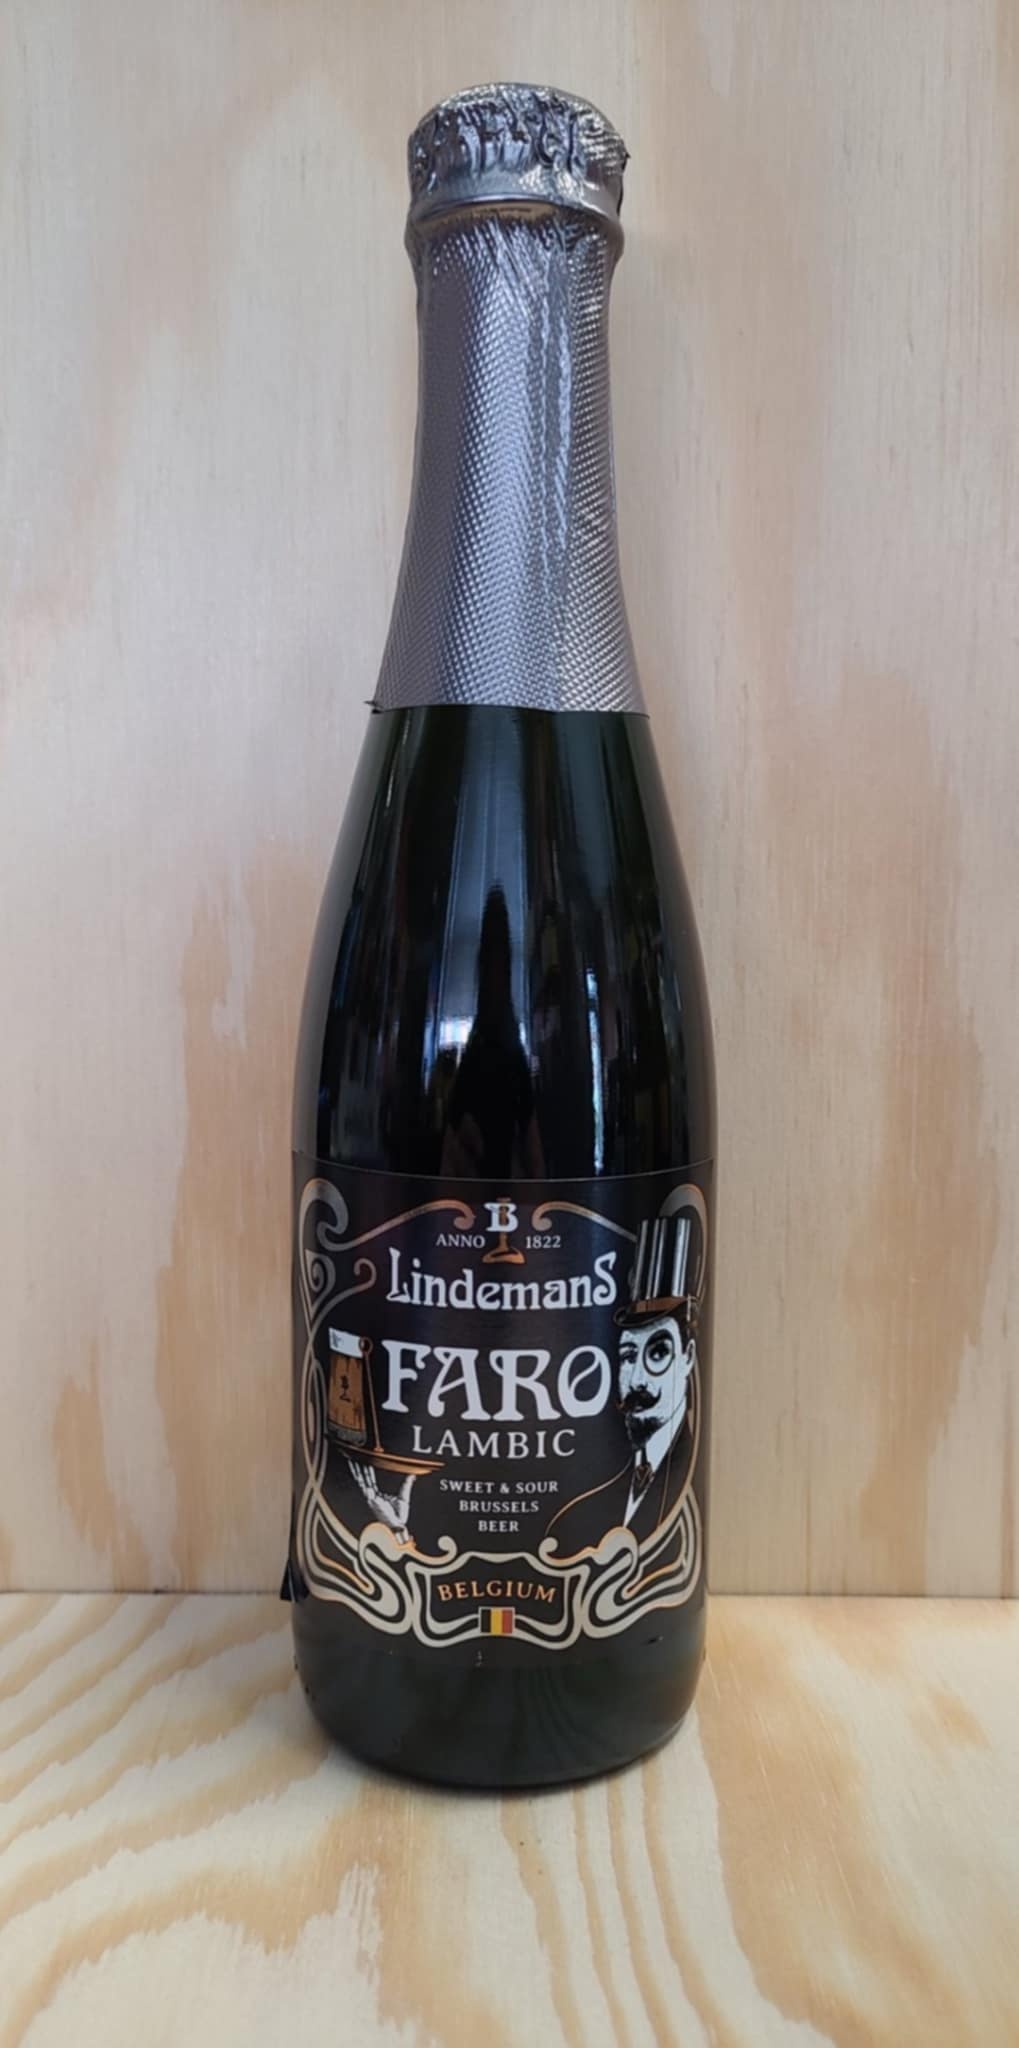 B
ANNO 1822
Lindemans
FARO
LAMBIC
SWEET & SOUR
BRUSSELS
BEER
BELGIUM